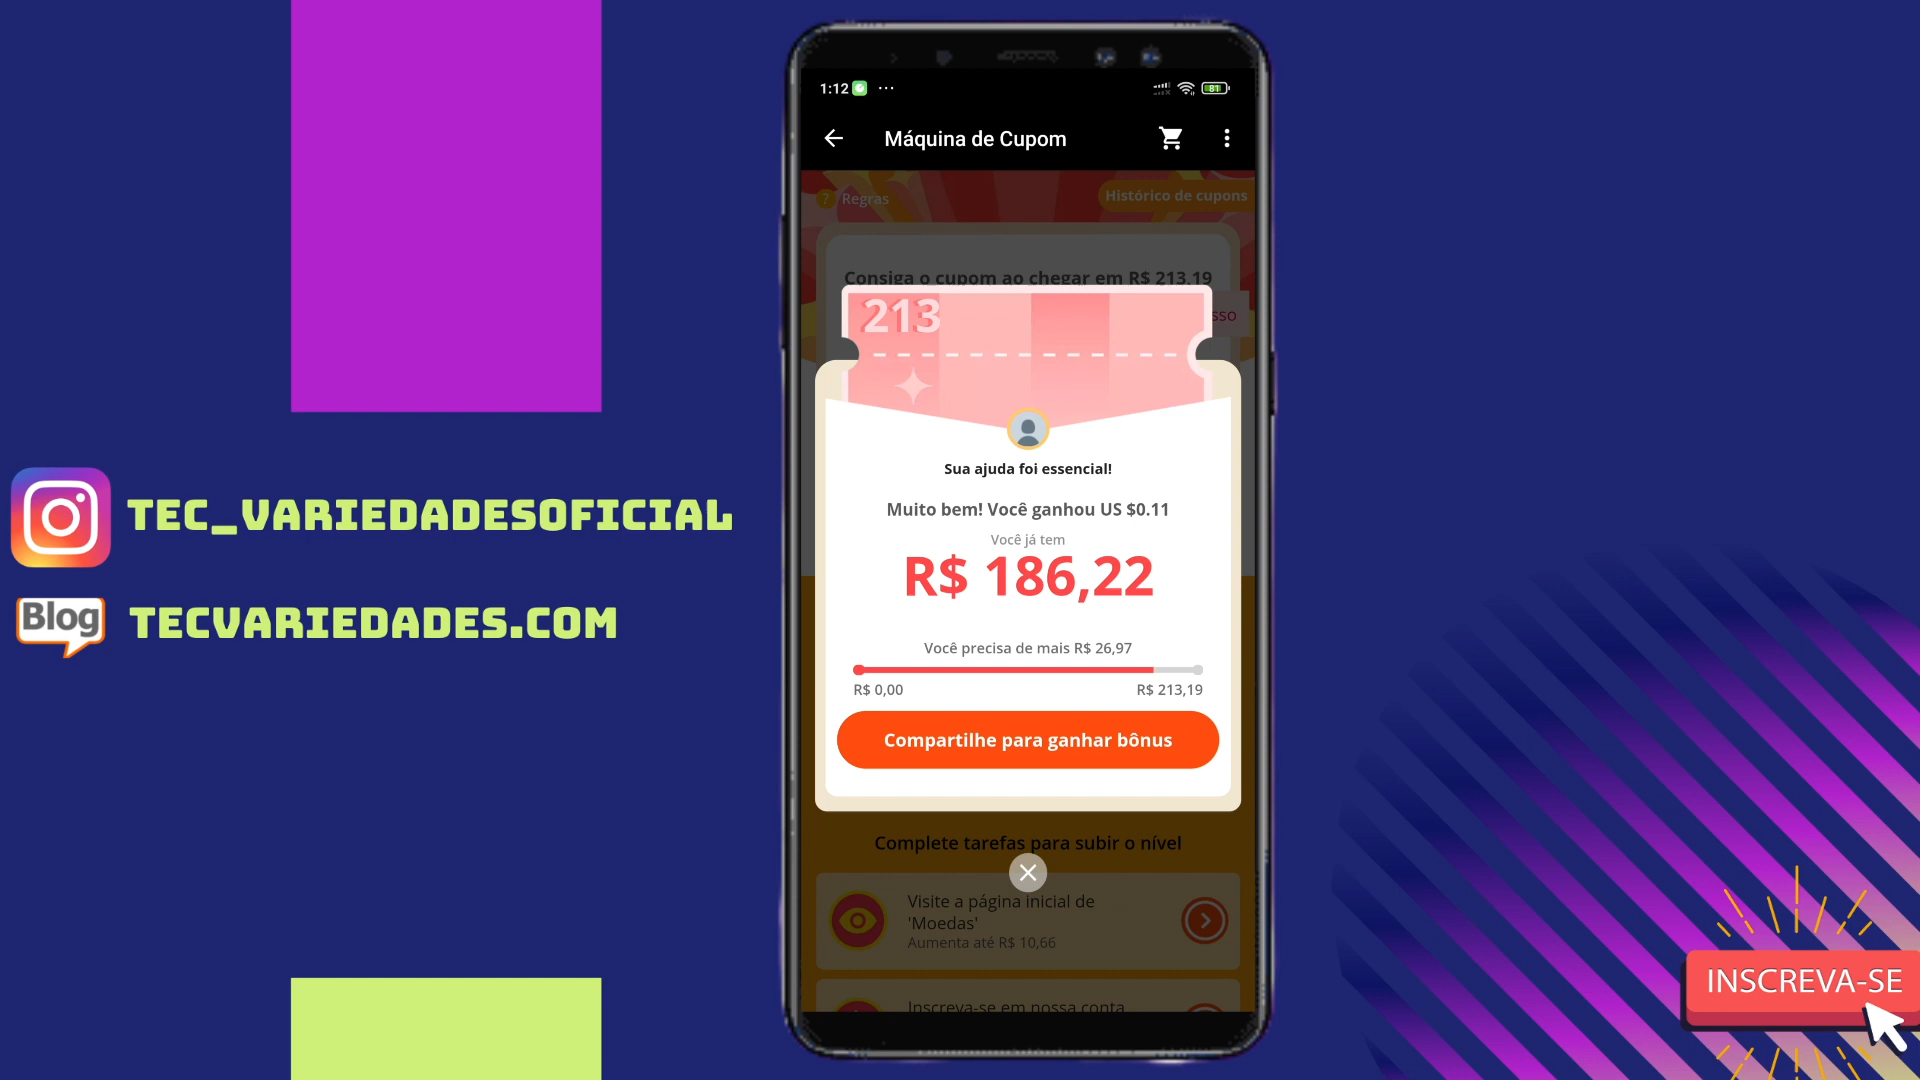 TEC_VARIEDADESOFICIAL
Blog
TECVARIEDADES.COM
1:12
81
Máquina de Cupom
? Regras
Histórico de cupons
Consiga o cupom ao chegar em R$ 213,19
sso
213
Sua ajuda foi essencial!
Muito bem! Você ganhou US $0.11
Você já tem
R$ 186,22
Você precisa de mais R$ 26,97
R$ 0,00
R$ 213,19
Compartilhe para ganhar bônus
Complete tarefas para subir o nível
Visite a página inicial de
'Moedas'
Aumenta até R$ 10,66
Inscreva-se em nossa conta
INSCREVA-SE